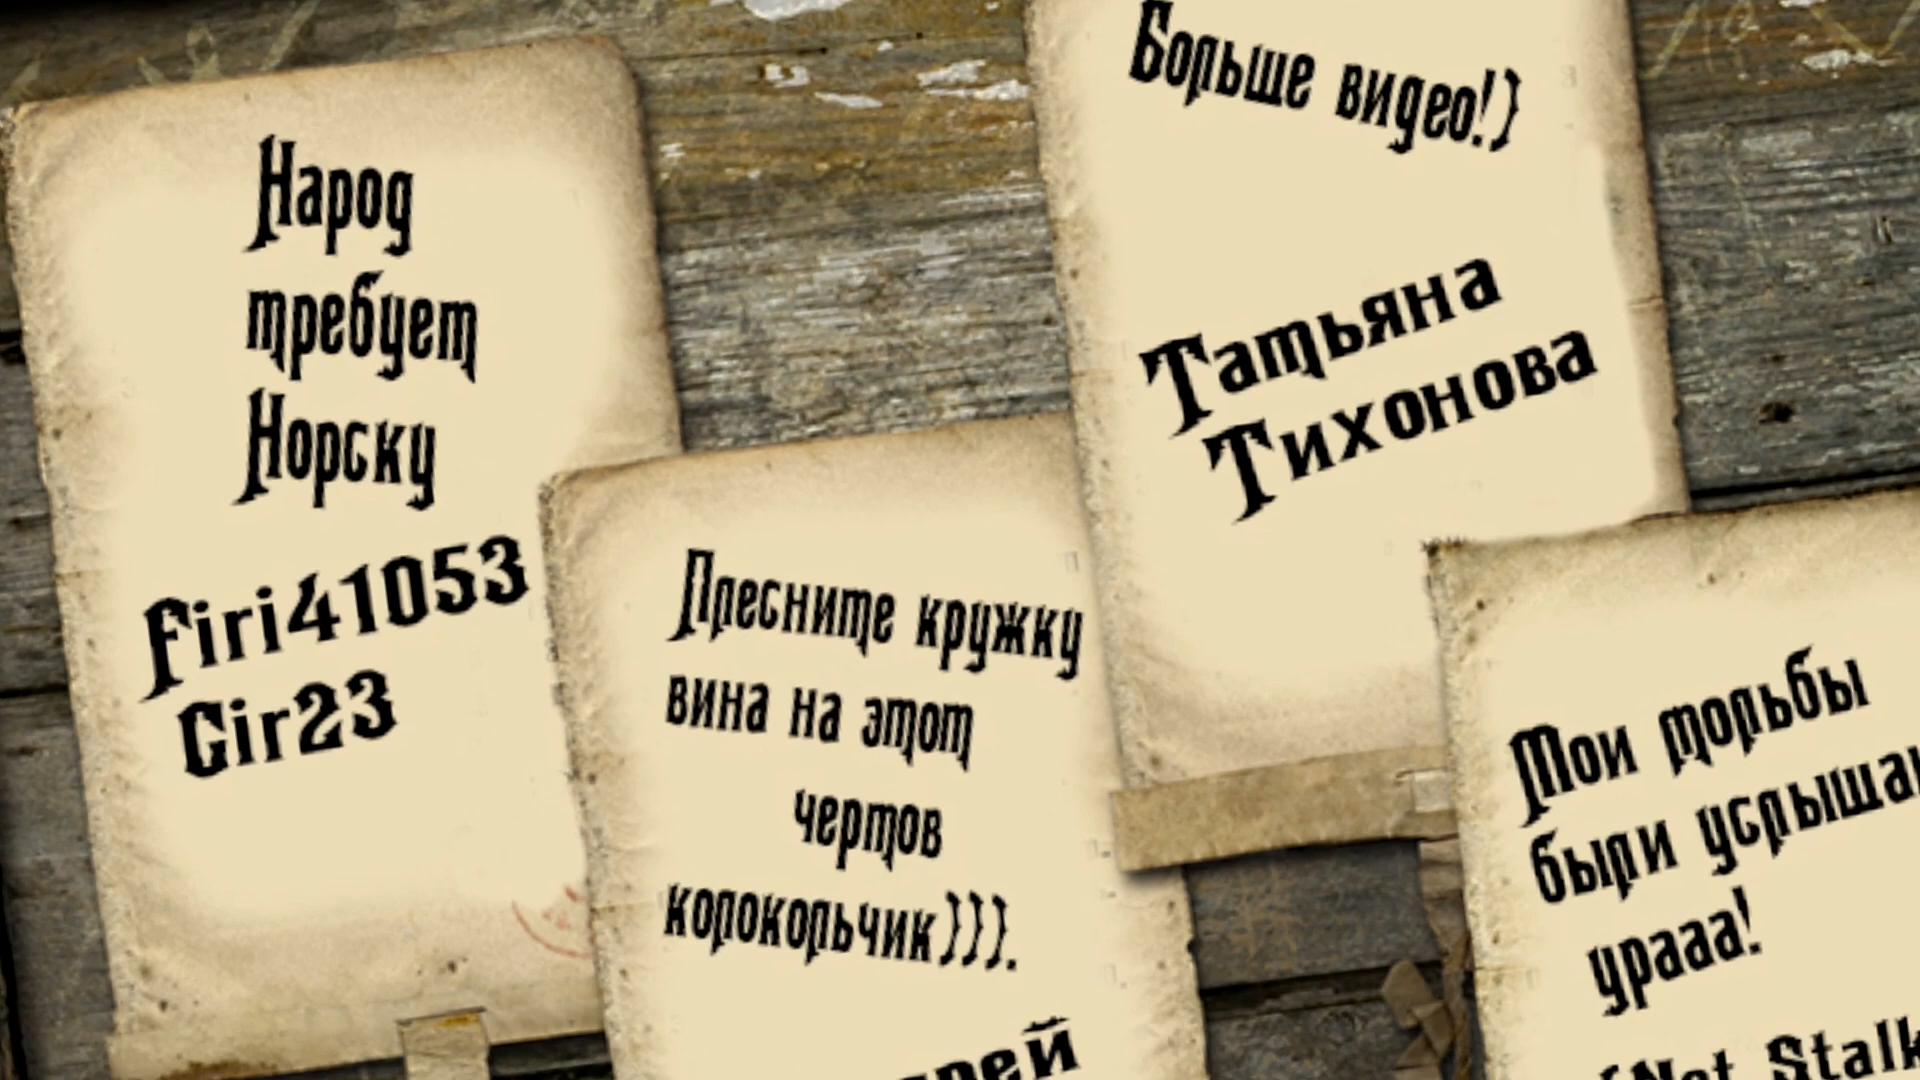 Народ
требует
Норску
Firi41053
Gir23
Плесните кружку
вина на этот
чертов
колокольчик))).
Больше видео!)
Татьяна
Тихонова
Мои мольбы
были
урааа!